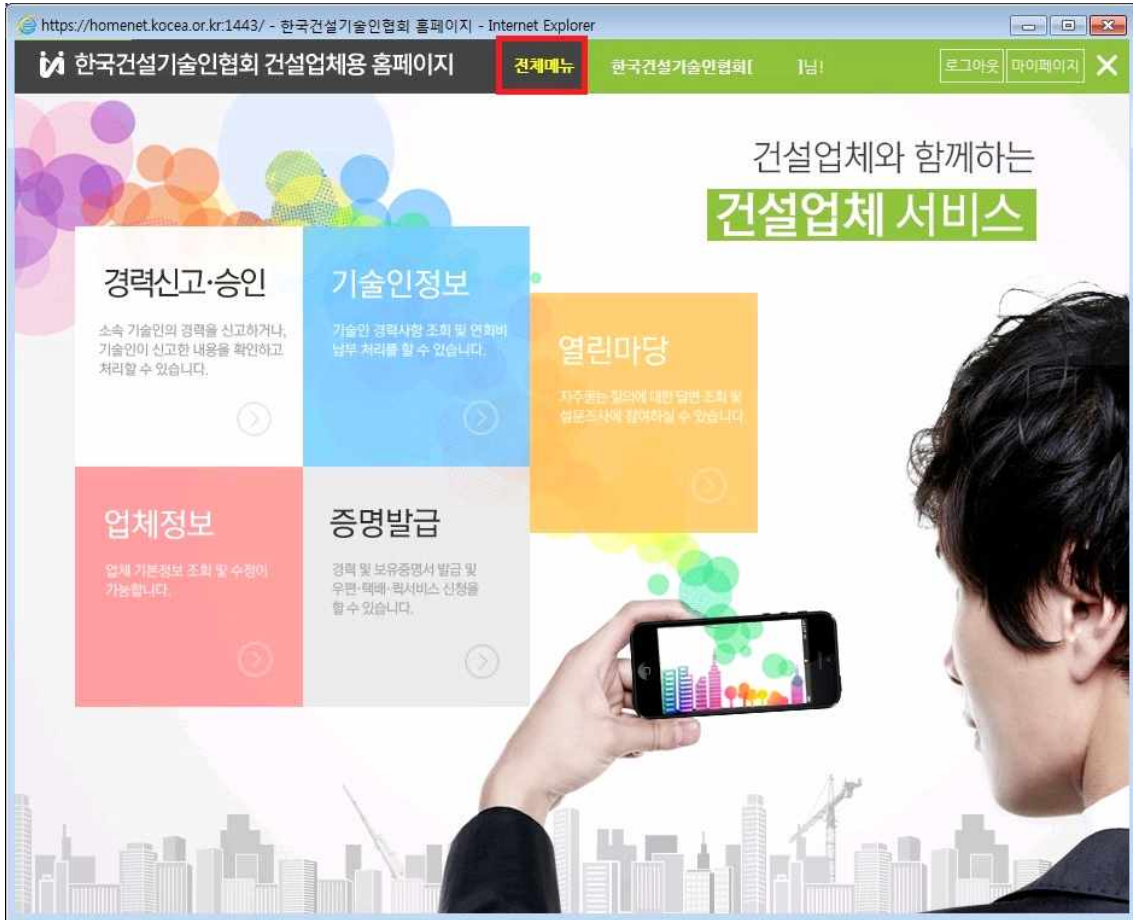 https://homenet.kocea.or.kr:1443/ - 한국건설기술인협회 홈페이지 - Internet Explorer
한국건설기술인협회 건설업체용 홈페이지 전체메뉴 한국건설기술인협회[ ]님! 로그아웃 마이페이지
건설업체와 함께하는
건설업체 서비스
경력신고·승인
소속 기술인의 경력을 신고하거나,
기술인이 신고한 내용을 확인하고
처리할 수 있습니다.
기술인정보
기술인 경력사항 조회 및 연회비
납부 처리를 할 수 있습니다.
열린마당
자주묻는 질의에 대한 답변 조회 및
설문조사에 참여하실 수 있습니다.
업체정보
업체 기본정보 조회 및 수정이
가능합니다.
증명발급
경력 및 보유증명서 발급 및
우편·택배·퀵서비스 신청을
할 수 있습니다.